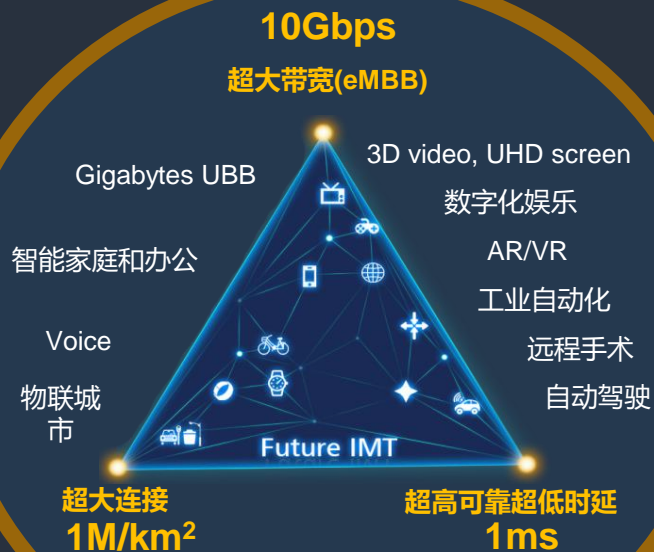 10Gbps
超大带宽(eMBB)
3D video, UHD screen
Gigabytes UBB
数字化娱乐
智能家庭和办公
AR/VR
工业自动化
Voice
远程手术
物联城
市
自动驾驶
Future IMT
超大连接
1M/km²
超高可靠超低时延
1ms